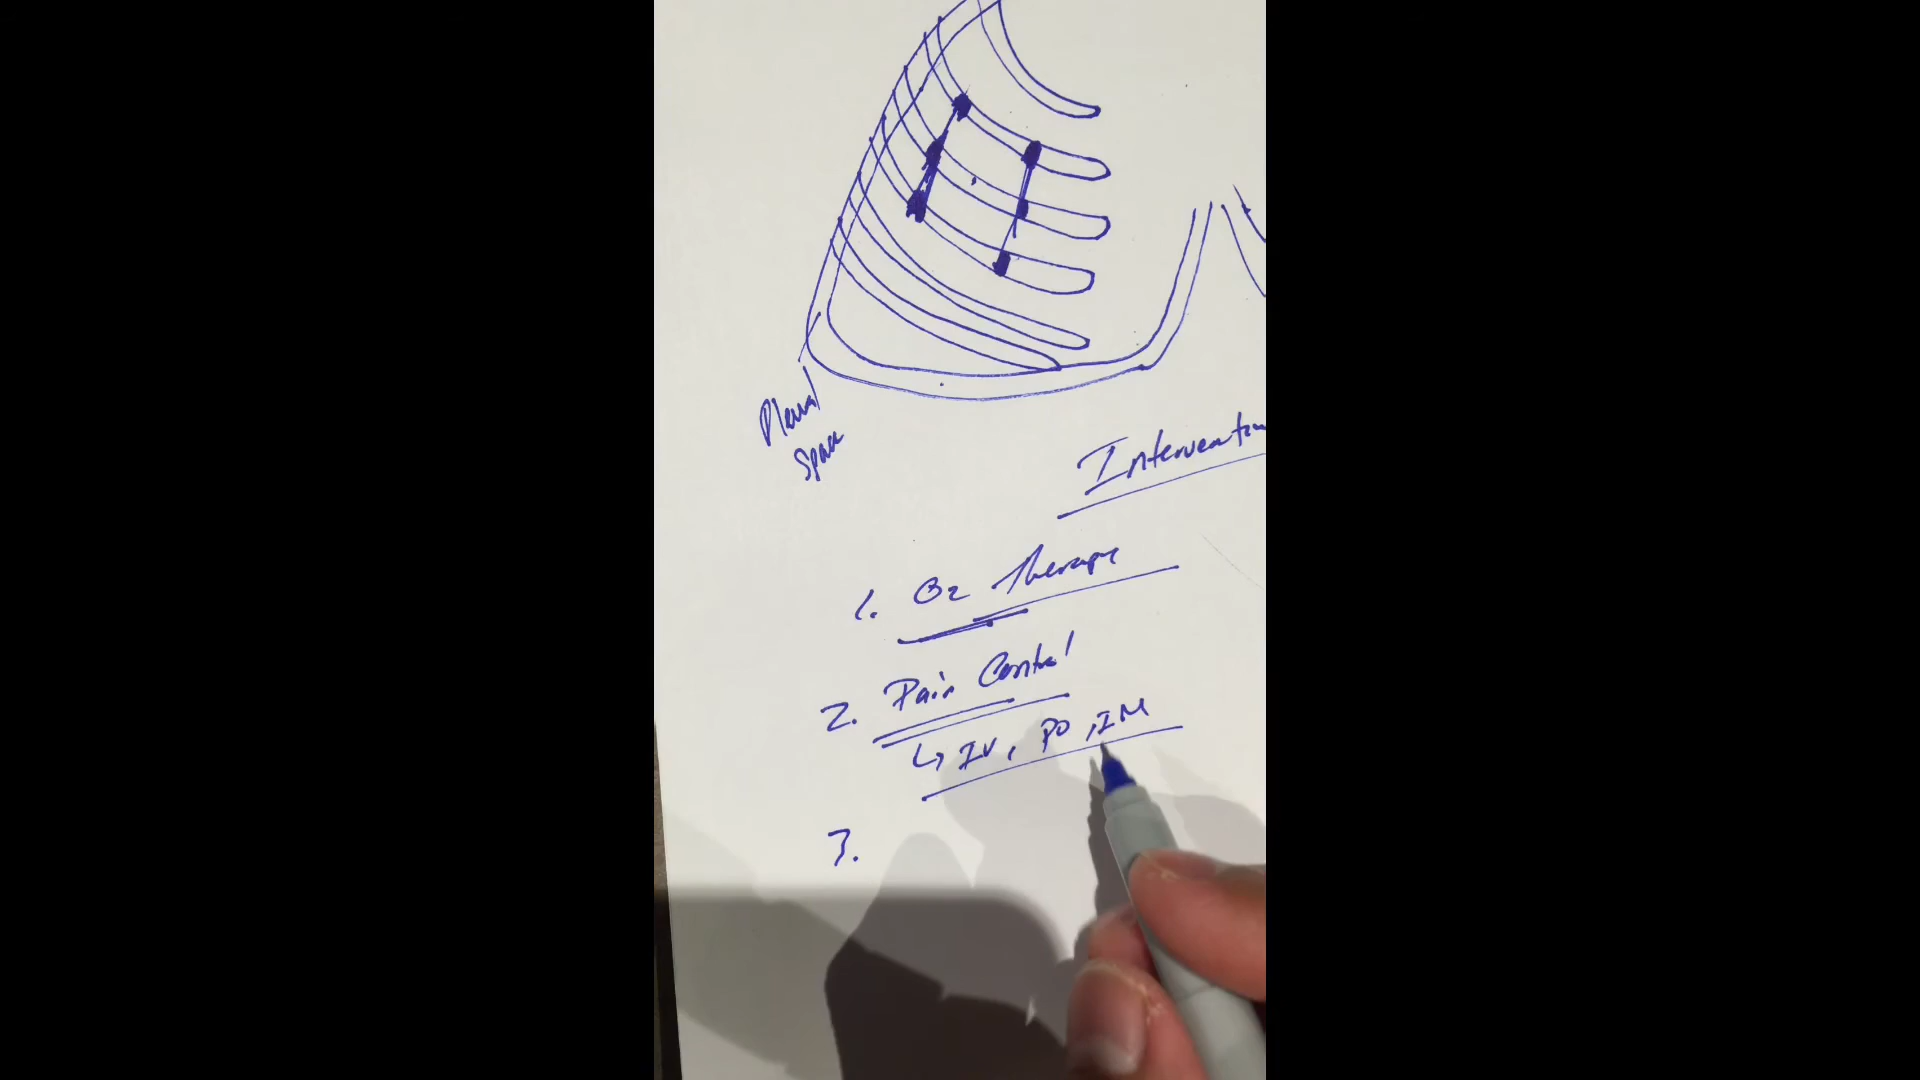 Pleural
Space
Intervention
1. O2 Therapy
2. Pain Control
↳ IV, PO, IM
3.